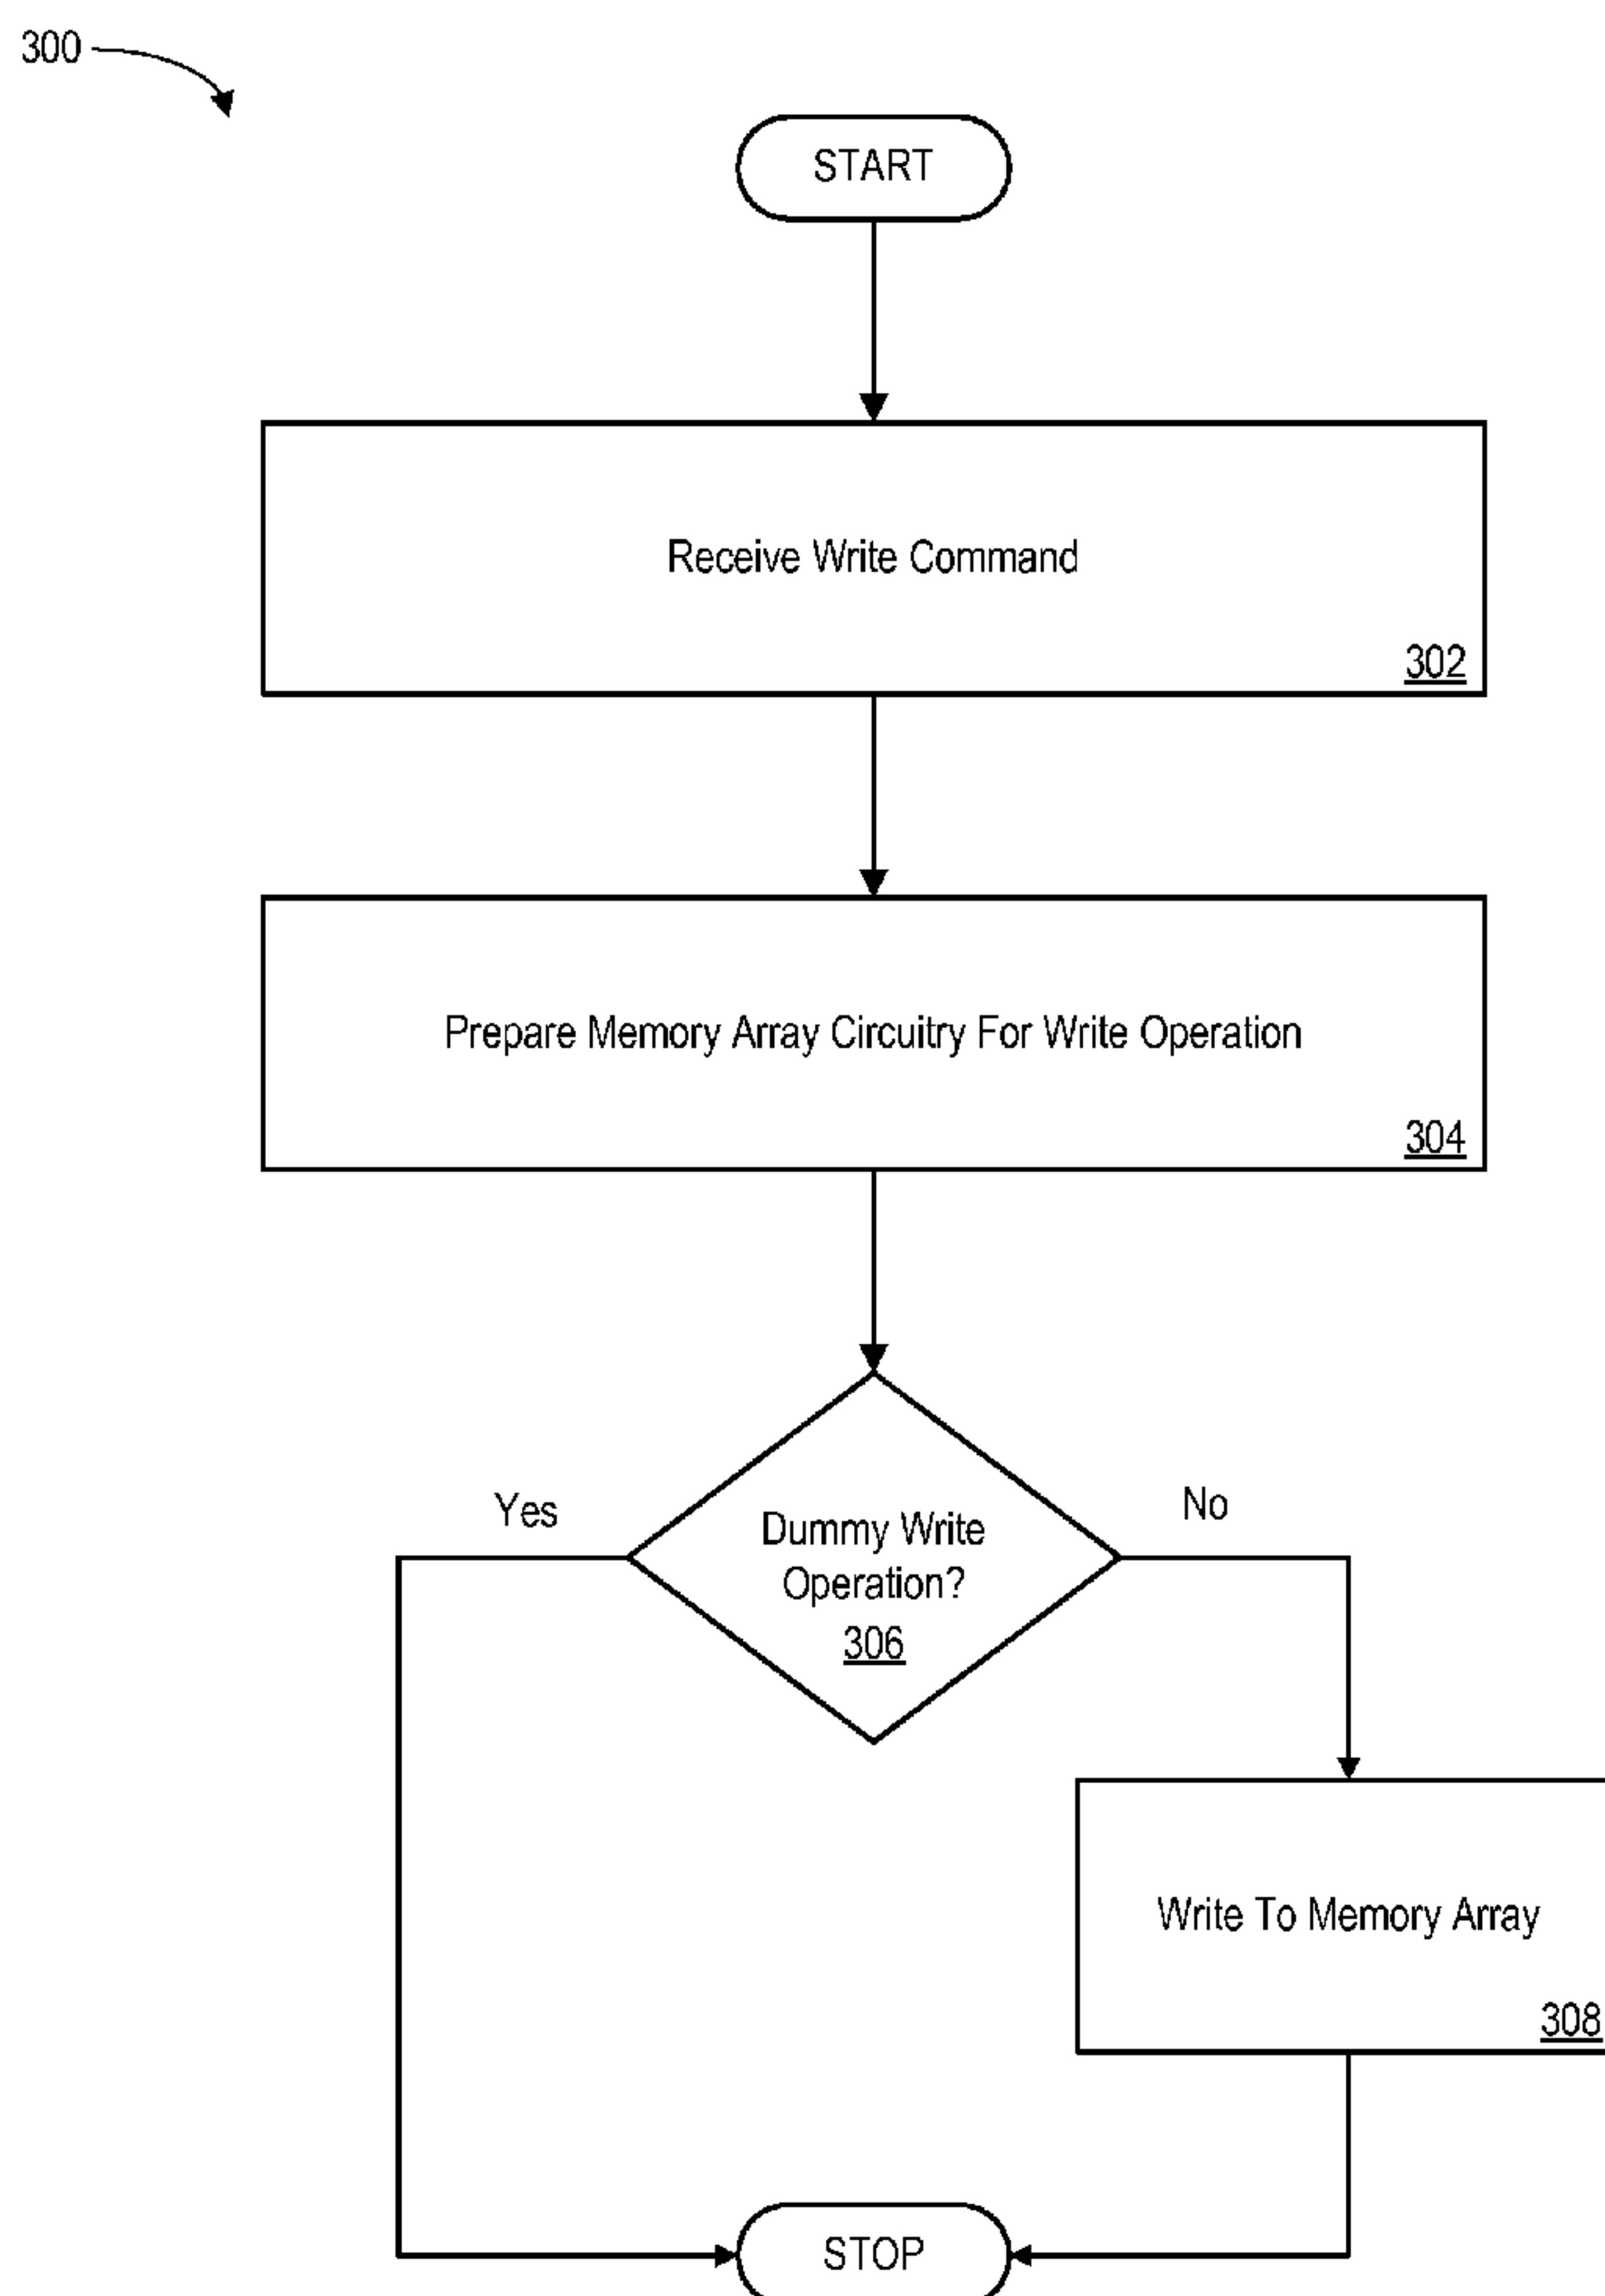 300
START
Receive Write Command
302
Prepare Memory Array Circuitry For Write Operation
304
Yes
No
Dummy Write
Operation?
306
Write To Memory Array
308
STOP